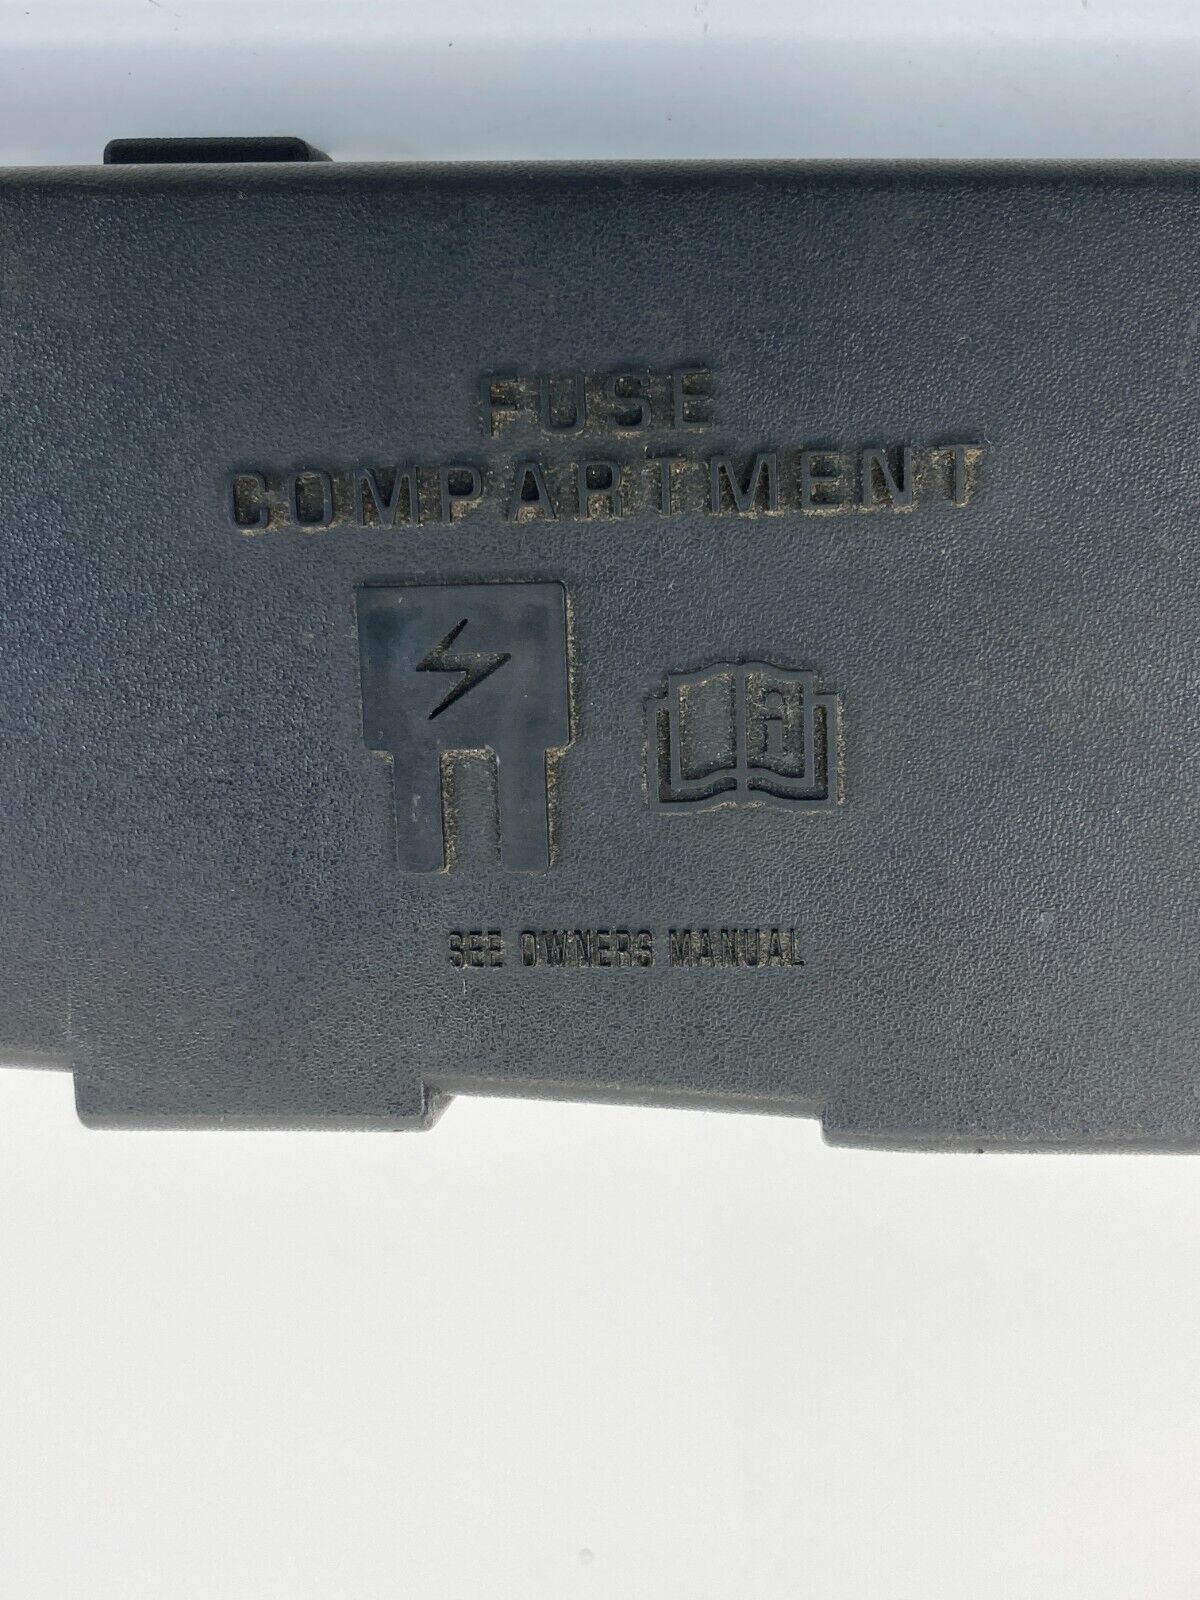 FUSE
COMPARTMENT
i
SEE OWNERS MANUAL